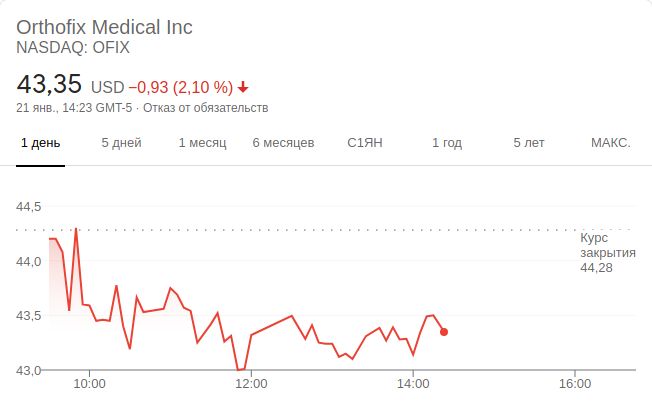 Orthofix Medical Inc
NASDAQ: OFIX
43,35 USD −0,93 (2,10 %)
21 янв., 14:23 GMT-5 · Отказ от обязательств
1 день 5 дней 1 месяц 6 месяцев С1ЯН 1 год 5 лет МАКС.
44,5
Курс
закрытия
44,28
44,0
43,5
43,0
10:00 12:00 14:00 16:00